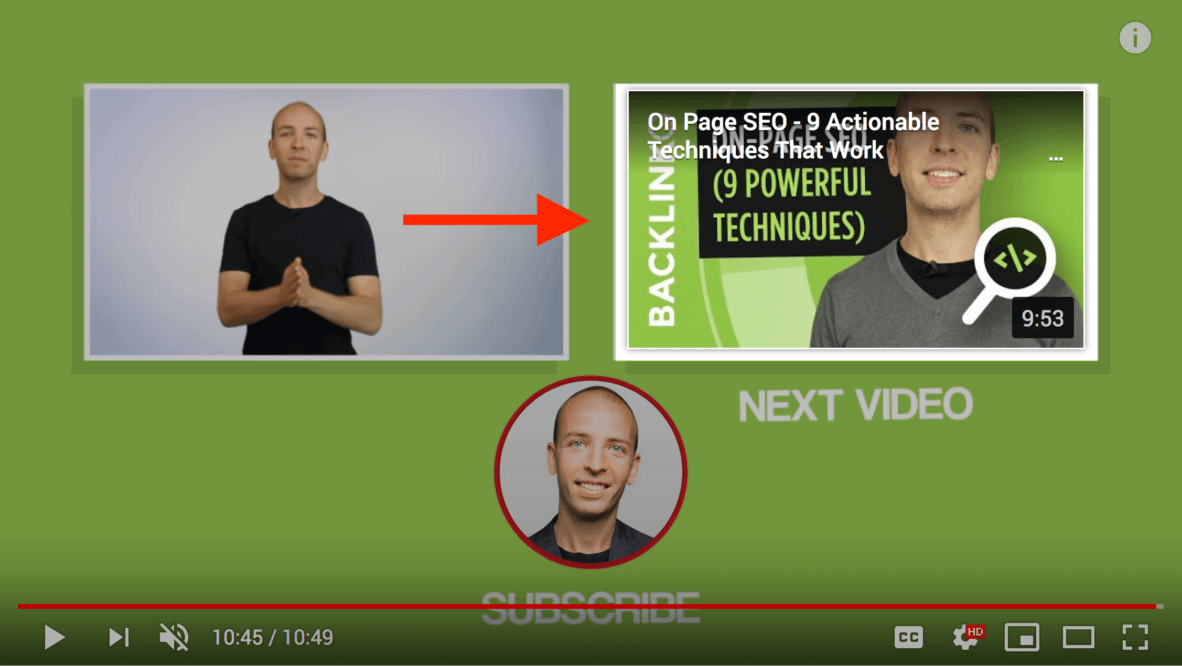 i
On Page SEO - 9 Actionable
Techniques That Work
...
ON-PAGE SEO
(9 POWERFUL
TECHNIQUES)
BACKLINKO
</>
9:53
NEXT VIDEO
SUBSCRIBE
10:45 / 10:49
CC
HD